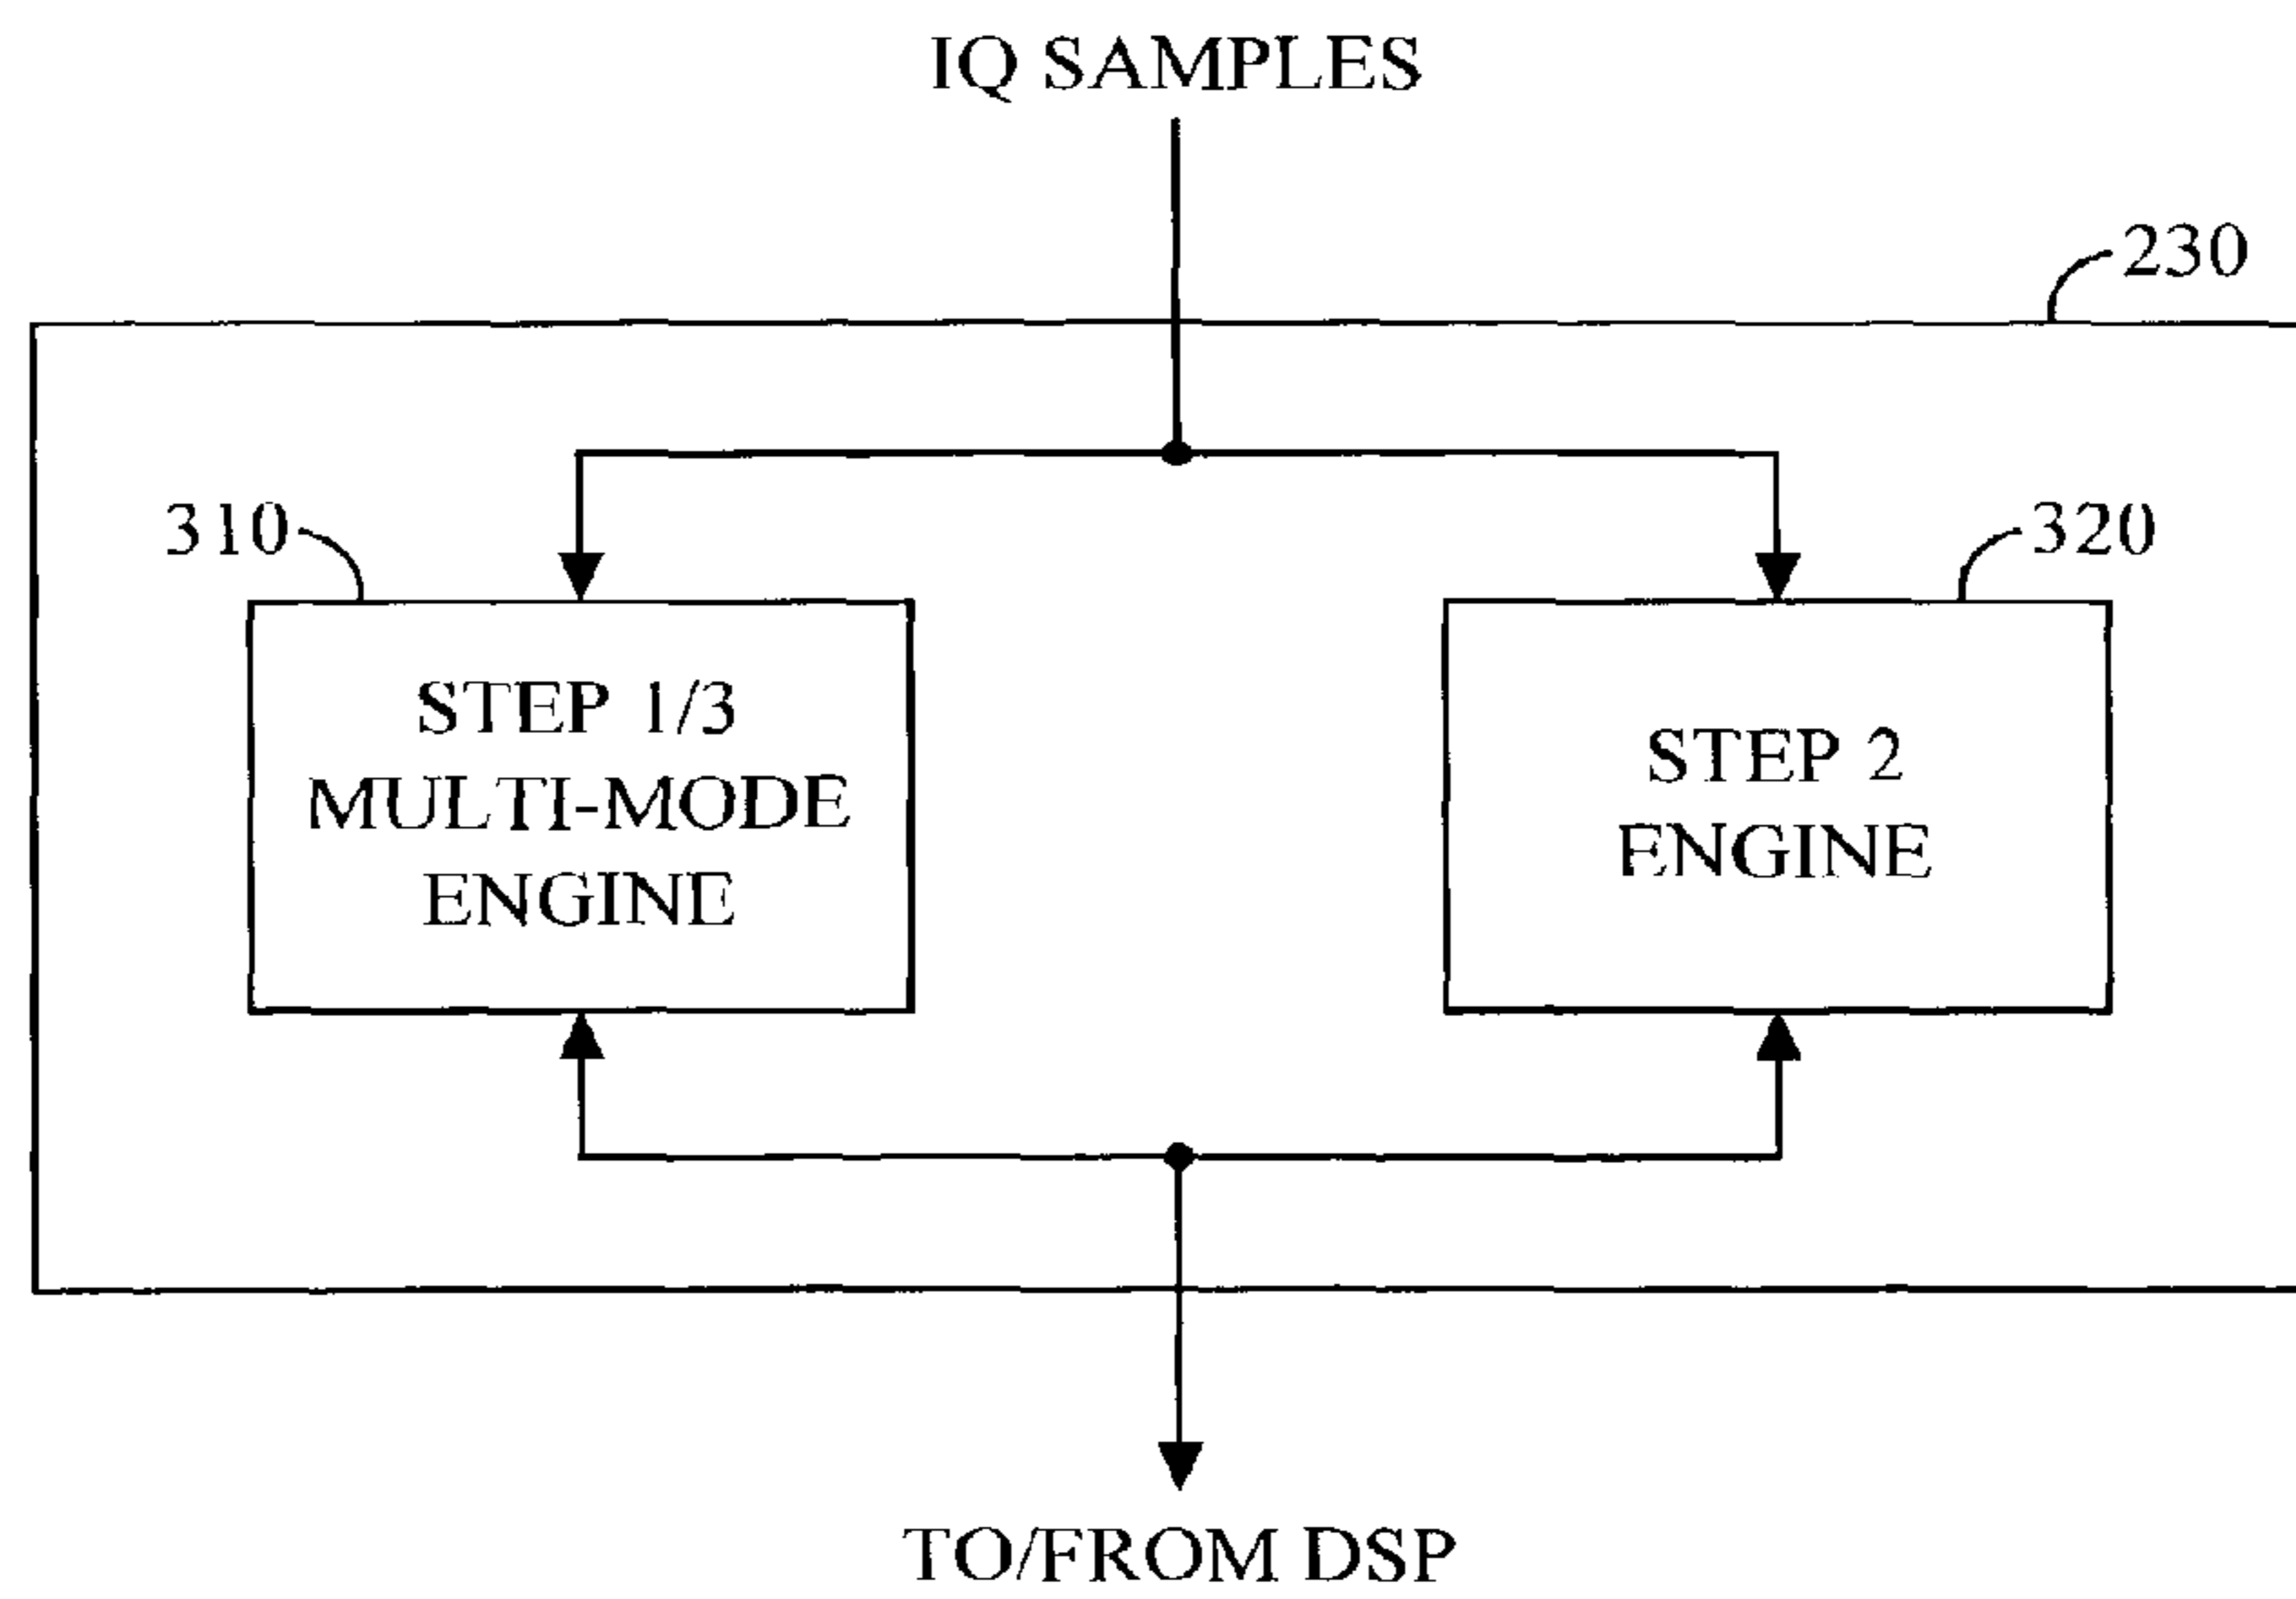 IQ SAMPLES
230
310
320
STEP 1/3
MULTI-MODE
ENGINE
STEP 2
ENGINE
TO/FROM DSP